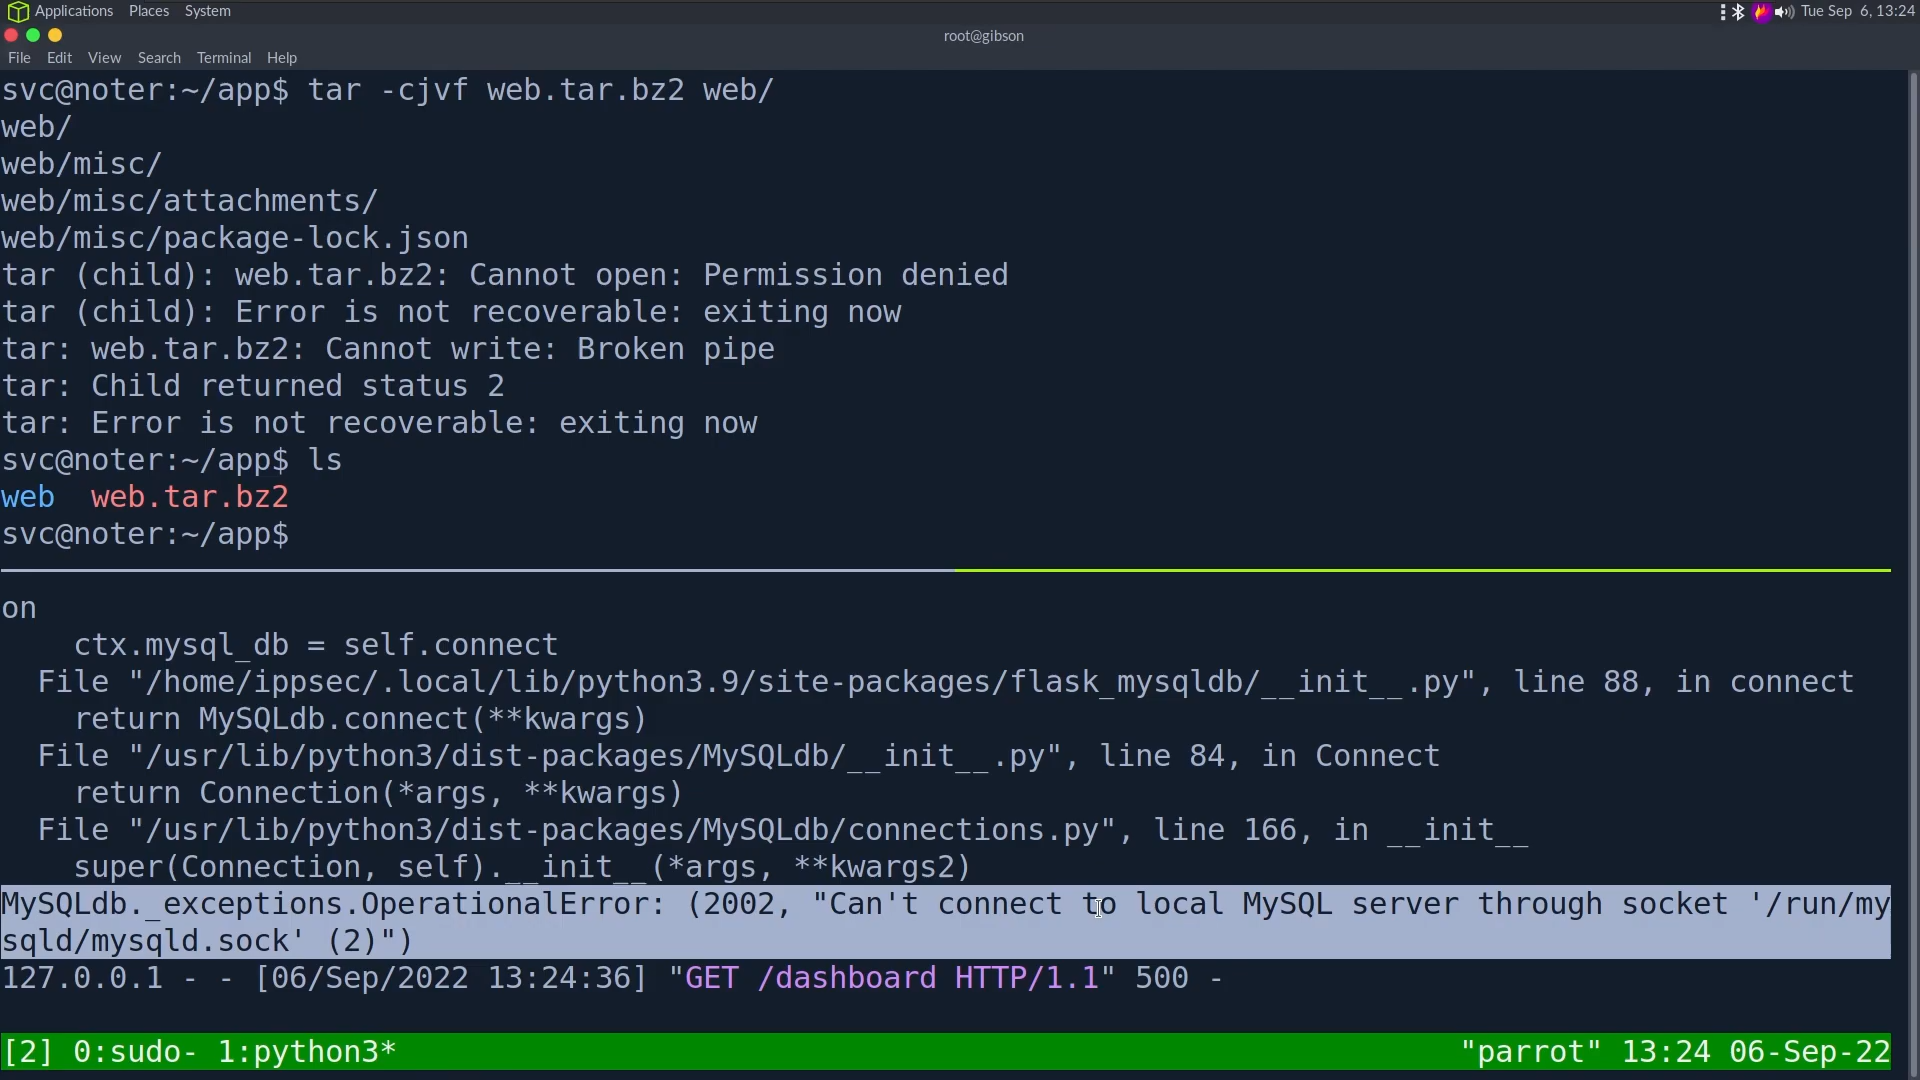 Applications Places System
Tue Sep 6, 13:24
root@gibson
File Edit View Search Terminal Help
svc@noter:~/app$ tar -cjvf web.tar.bz2 web/
web/
web/misc/
web/misc/attachments/
web/misc/package-lock.json
tar (child): web.tar.bz2: Cannot open: Permission denied
tar (child): Error is not recoverable: exiting now
tar: web.tar.bz2: Cannot write: Broken pipe
tar: Child returned status 2
tar: Error is not recoverable: exiting now
svc@noter:~/app$ ls
web  web.tar.bz2
svc@noter:~/app$
on
    ctx.mysql_db = self.connect
  File "/home/ippsec/.local/lib/python3.9/site-packages/flask_mysqldb/__init__.py", line 88, in connect
    return MySQLdb.connect(**kwargs)
  File "/usr/lib/python3/dist-packages/MySQLdb/__init__.py", line 84, in Connect
    return Connection(*args, **kwargs)
  File "/usr/lib/python3/dist-packages/MySQLdb/connections.py", line 166, in __init__
    super(Connection, self).__init__(*args, **kwargs2)
MySQLdb._exceptions.OperationalError: (2002, "Can't connect to local MySQL server through socket '/run/my
sqld/mysqld.sock' (2)")
127.0.0.1 - - [06/Sep/2022 13:24:36] "GET /dashboard HTTP/1.1" 500 -
[2] 0:sudo- 1:python3* "parrot" 13:24 06-Sep-22